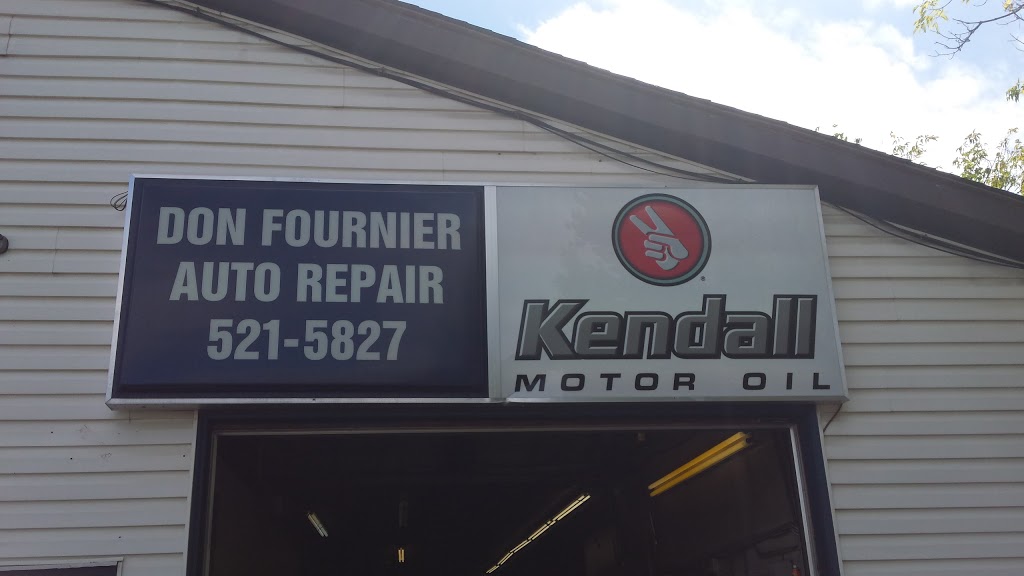 DON FOURNIER
AUTO REPAIR
521-5827
Kendall
MOTOR OIL